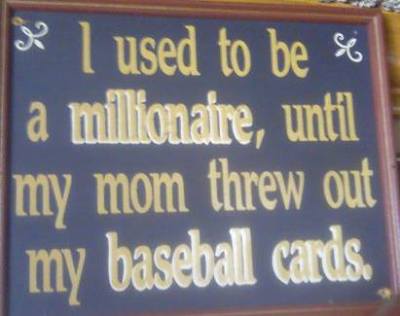 I used to be
a millionaire, until
my mom threw out
my baseball cards.